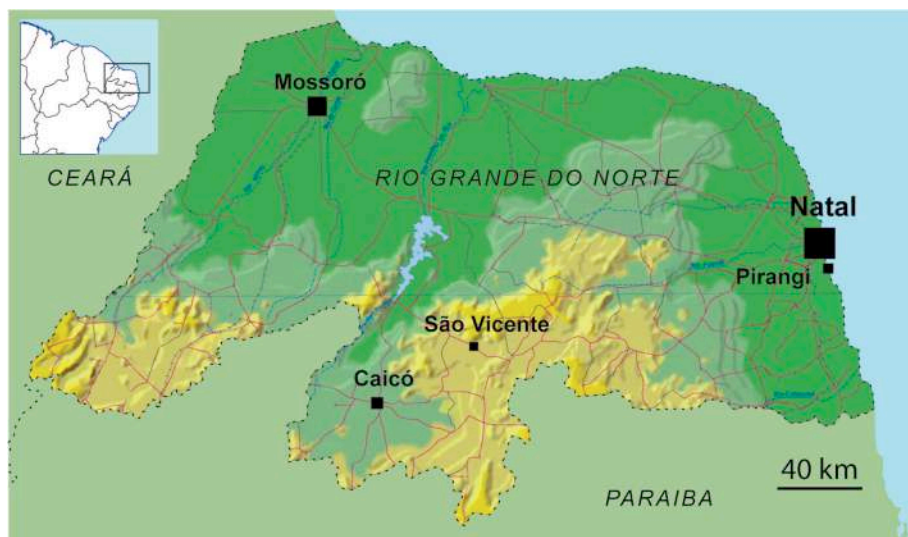 Mossoró
CEARÁ
RIO GRANDE DO NORTE
Natal
Pirangi
São Vicente
Caicó
40 km
PARAIBA